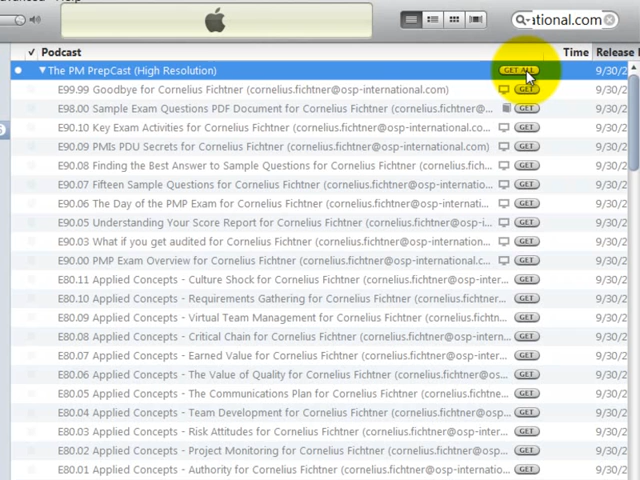 Help
ational.com
✓ Podcast Time Release
▼The PM PrepCast (High Resolution) GET ALL 9/30/2
E99.99 Goodbye for Cornelius Fichtner (cornelius.fichtner@osp-international.com) GET 9/30/2
E98.00 Sample Exam Questions PDF Document for Cornelius Fichtner (cornelius.fichtner@... GET 9/30/2
E90.10 Key Exam Activities for Cornelius Fichtner (cornelius.fichtner@osp-international.co... GET 9/30/2
E90.09 PMIs PDU Secrets for Cornelius Fichtner (cornelius.fichtner@osp-international.com) GET 9/30/2
E90.08 Finding the Best Answer to Sample Questions for Cornelius Fichtner (cornelius.fich... GET 9/30/2
E90.07 Fifteen Sample Questions for Cornelius Fichtner (cornelius.fichtner@osp-internatio... GET 9/30/2
E90.06 The Day of the PMP Exam for Cornelius Fichtner (cornelius.fichtner@osp-internati... GET 9/30/2
E90.05 Understanding Your Score Report for Cornelius Fichtner (cornelius.fichtner@osp-i... GET 9/30/2
E90.03 What if you get audited for Cornelius Fichtner (cornelius.fichtner@osp-internation... GET 9/30/2
E90.00 PMP Exam Overview for Cornelius Fichtner (cornelius.fichtner@osp-international.c... GET 9/30/2
E80.11 Applied Concepts - Culture Shock for Cornelius Fichtner (cornelius.fichtner@osp-inter... GET 9/30/2
E80.10 Applied Concepts - Requirements Gathering for Cornelius Fichtner (cornelius.fichtner... GET 9/30/2
E80.09 Applied Concepts - Virtual Team Management for Cornelius Fichtner (cornelius.fichtn... GET 9/30/2
E80.08 Applied Concepts - Critical Chain for Cornelius Fichtner (cornelius.fichtner@osp-intern... GET 9/30/2
E80.07 Applied Concepts - Earned Value for Cornelius Fichtner (cornelius.fichtner@osp-inter... GET 9/30/2
E80.06 Applied Concepts - The Value of Quality for Cornelius Fichtner (cornelius.fichtner@os... GET 9/30/2
E80.05 Applied Concepts - The Communications Plan for Cornelius Fichtner (cornelius.fichtner... GET 9/30/2
E80.04 Applied Concepts - Team Development for Cornelius Fichtner (cornelius.fichtner@osp... GET 9/30/2
E80.03 Applied Concepts - Risk Attitudes for Cornelius Fichtner (cornelius.fichtner@osp-inter... GET 9/30/2
E80.02 Applied Concepts - Project Monitoring for Cornelius Fichtner (cornelius.fichtner@osp-i... GET 9/30/2
E80.01 Applied Concepts - Authority for Cornelius Fichtner (cornelius.fichtner@osp-internatio... GET 9/30/2